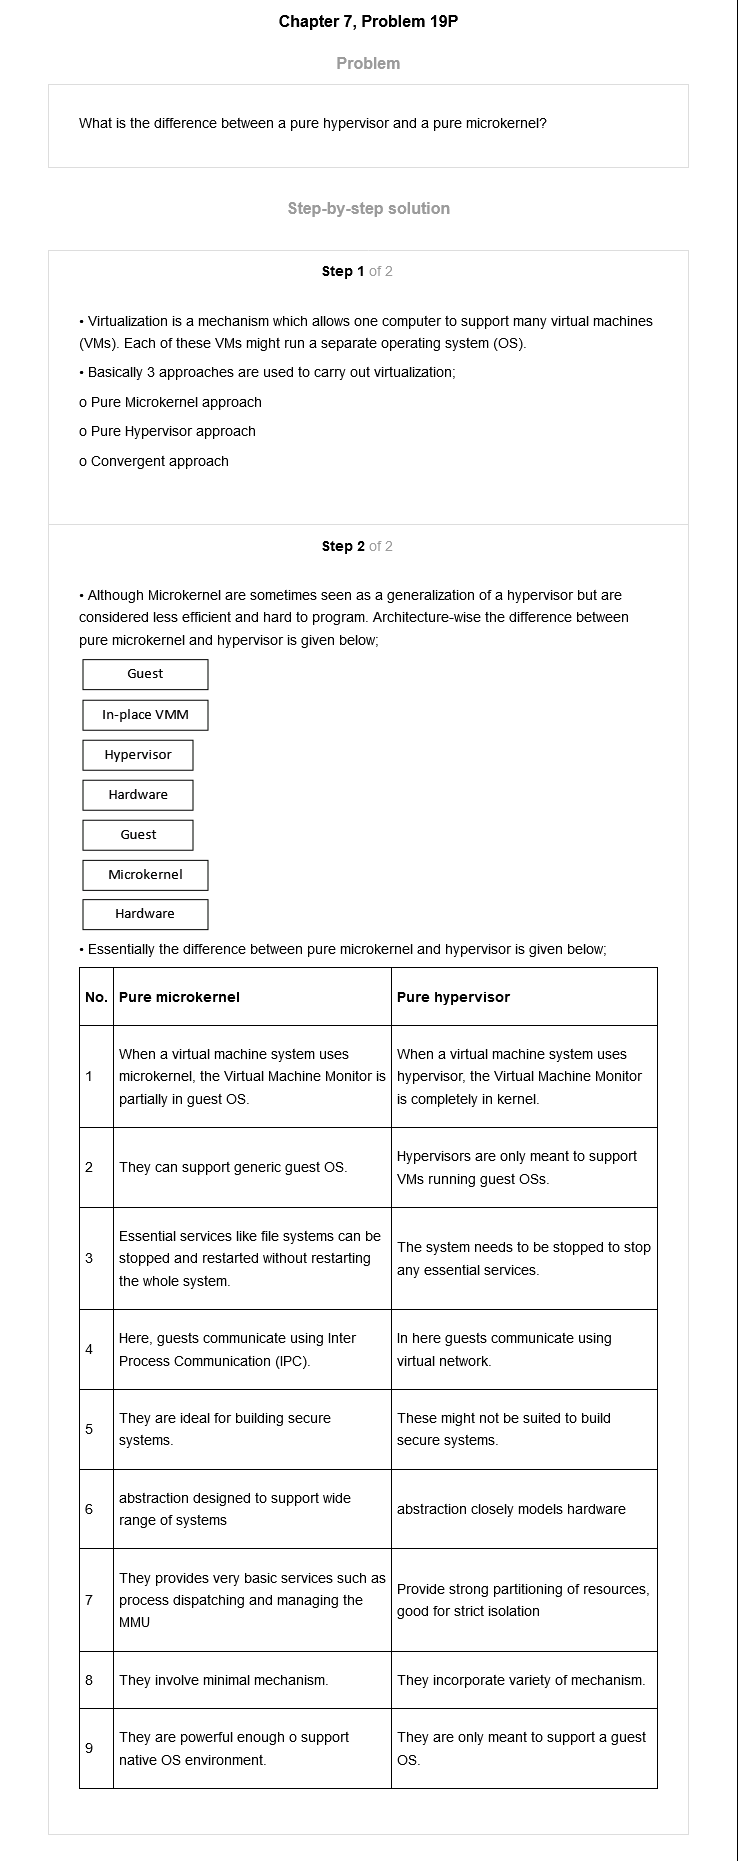 Chapter 7, Problem 19P
Problem
What is the difference between a pure hypervisor and a pure microkernel?
Step-by-step solution
Step 1 of 2
• Virtualization is a mechanism which allows one computer to support many virtual machines
(VMs). Each of these VMs might run a separate operating system (OS).
• Basically 3 approaches are used to carry out virtualization;
o Pure Microkernel approach
o Pure Hypervisor approach
o Convergent approach
Step 2 of 2
• Although Microkernel are sometimes seen as a generalization of a hypervisor but are
considered less efficient and hard to program. Architecture-wise the difference between
pure microkernel and hypervisor is given below;
Guest
In-place VMM
Hypervisor
Hardware
Guest
Microkernel
Hardware
• Essentially the difference between pure microkernel and hypervisor is given below;
No. Pure microkernel Pure hypervisor
1
When a virtual machine system uses
microkernel, the Virtual Machine Monitor is
partially in guest OS.
When a virtual machine system uses
hypervisor, the Virtual Machine Monitor
is completely in kernel.
2
They can support generic guest OS.
Hypervisors are only meant to support
VMs running guest OSs.
3
Essential services like file systems can be
stopped and restarted without restarting
the whole system.
The system needs to be stopped to stop
any essential services.
4
Here, guests communicate using Inter
Process Communication (IPC).
In here guests communicate using
virtual network.
5
They are ideal for building secure
systems.
These might not be suited to build
secure systems.
6
abstraction designed to support wide
range of systems
abstraction closely models hardware
7
They provides very basic services such as
process dispatching and managing the
MMU
Provide strong partitioning of resources,
good for strict isolation
8
They involve minimal mechanism.
They incorporate variety of mechanism.
9
They are powerful enough o support
native OS environment.
They are only meant to support a guest
OS.